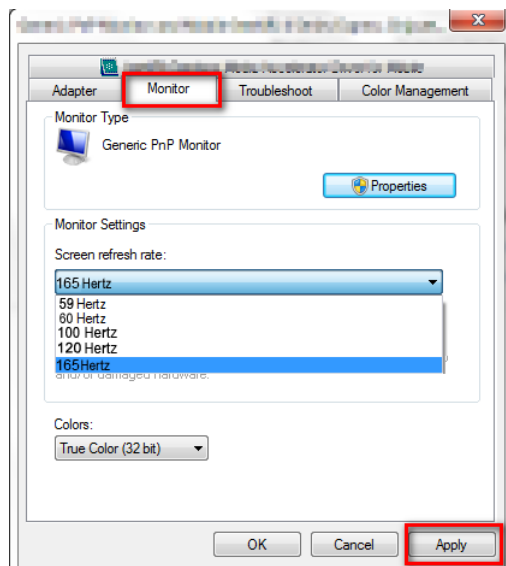 Adapter Monitor Troubleshoot Color Management
Monitor Type
Generic PnP Monitor
Properties
Monitor Settings
Screen refresh rate:
165 Hertz
59 Hertz
60 Hertz
100 Hertz
120 Hertz
165Hertz
and/or damaged hardware.
Colors:
True Color (32 bit)
OK Cancel Apply